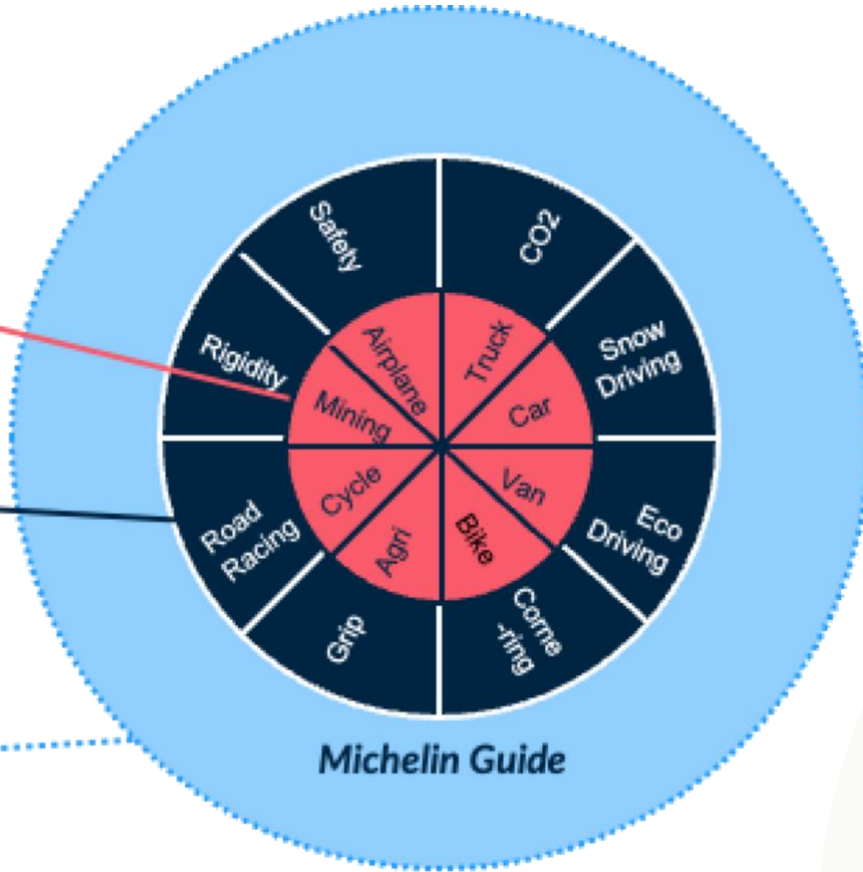 Safety
CO2
Rigidity
Snow
Driving
Airplane
Truck
Mining
Car
Cycle
Van
Agri
Bike
Road
Racing
Eco
Driving
Grip
Corne
-ring
Michelin Guide